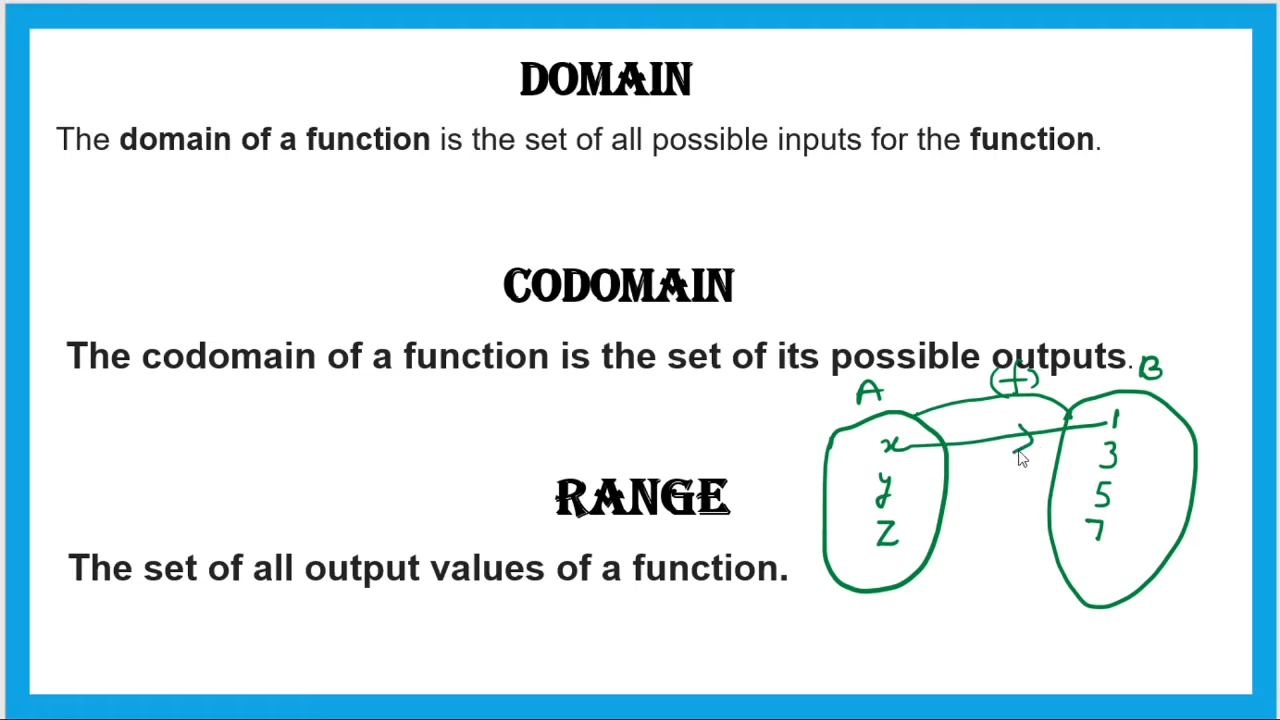 DOMAIN
The domain of a function is the set of all possible inputs for the function.
CODOMAIN
The codomain of a function is the set of its possible outputs.
RANGE
The set of all output values of a function.
A
(f)
B
x
y
z
1
3
5
7